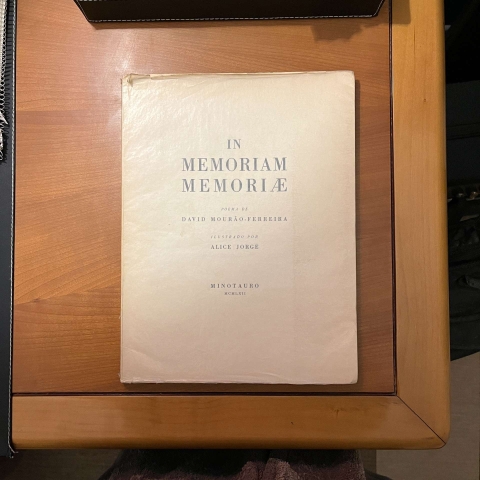 IN
MEMORIAM
MEMORIÆ
POEMA DE
DAVID MOURÃO-FERREIRA
ILUSTRADO POR
ALICE JORGE
MINOTAURO
MCMLXII